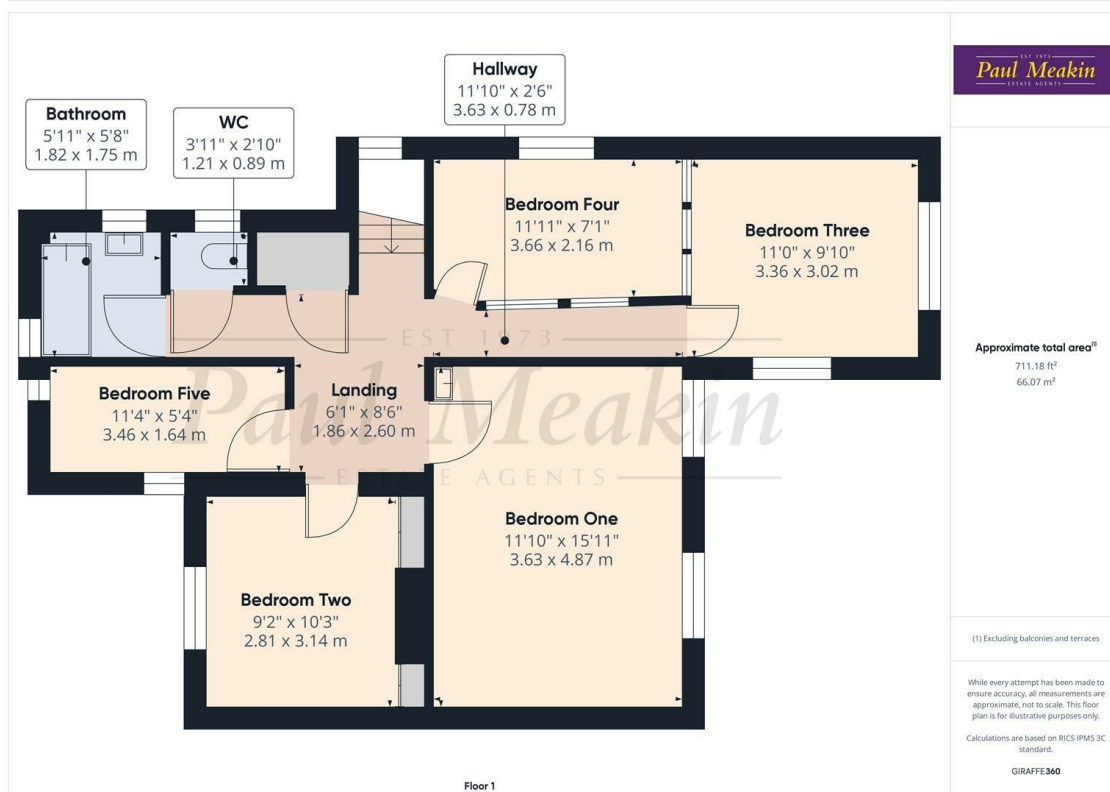 Bathroom
5'11" x 5'8"
1.82 x 1.75 m
WC
3'11" x 2'10"
1.21 x 0.89 m
Hallway
11'10" x 2'6"
3.63 x 0.78 m
Bedroom Four
11'11" x 7'1"
3.66 x 2.16 m
Bedroom Three
11'0" x 9'10"
3.36 x 3.02 m
Bedroom Five
11'4" x 5'4"
3.46 x 1.64 m
Landing
6'1" x 8'6"
1.86 x 2.60 m
Bedroom One
11'10" x 15'11"
3.63 x 4.87 m
Bedroom Two
9'2" x 10'3"
2.81 x 3.14 m
EST 1973
Paul Meakin
ESTATE AGENTS
Floor 1
EST 1973
Paul Meakin
ESTATE AGENTS
Approximate total area(1)
711.18 ft²
66.07 m²
(1) Excluding balconies and terraces
While every attempt has been made to
ensure accuracy, all measurements are
approximate, not to scale. This floor
plan is for illustrative purposes only.
Calculations are based on RICS IPMS 3C
standard.
GIRAFFE360